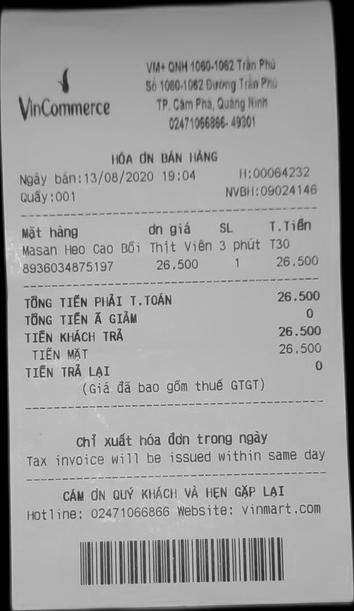 VinCommerce
VM+ QNH 1060-1062 Trần Phú
Số 1060-1062 Đường Trần Phú
TP. Cẩm Phả, Quảng Ninh
02471066866- 49301
HÓA ƠN BÁN HÀNG
Ngày bán:13/08/2020 19:04 H:00064232
Quầy:001 NVBH:09024146
Mặt hàng ơn giá SL T.Tiền
Masan Heo Cao Bồi Thịt Viên 3 phút T30
8936034875197 26.500 1 26.500
TỔNG TIỀN PHẢI T.TOÁN 26.500
TỔNG TIỀN Ã GIẢM 0
TIỀN KHÁCH TRẢ 26.500
TIỀN MẶT 26.500
TIỀN TRẢ LẠI 0
(Giá đã bao gồm thuế GTGT)
Chỉ xuất hóa đơn trong ngày
Tax invoice will be issued within same day
CẢM ƠN QUÝ KHÁCH VÀ HẸN GẶP LẠI
Hotline: 02471066866 Website: vinmart.com